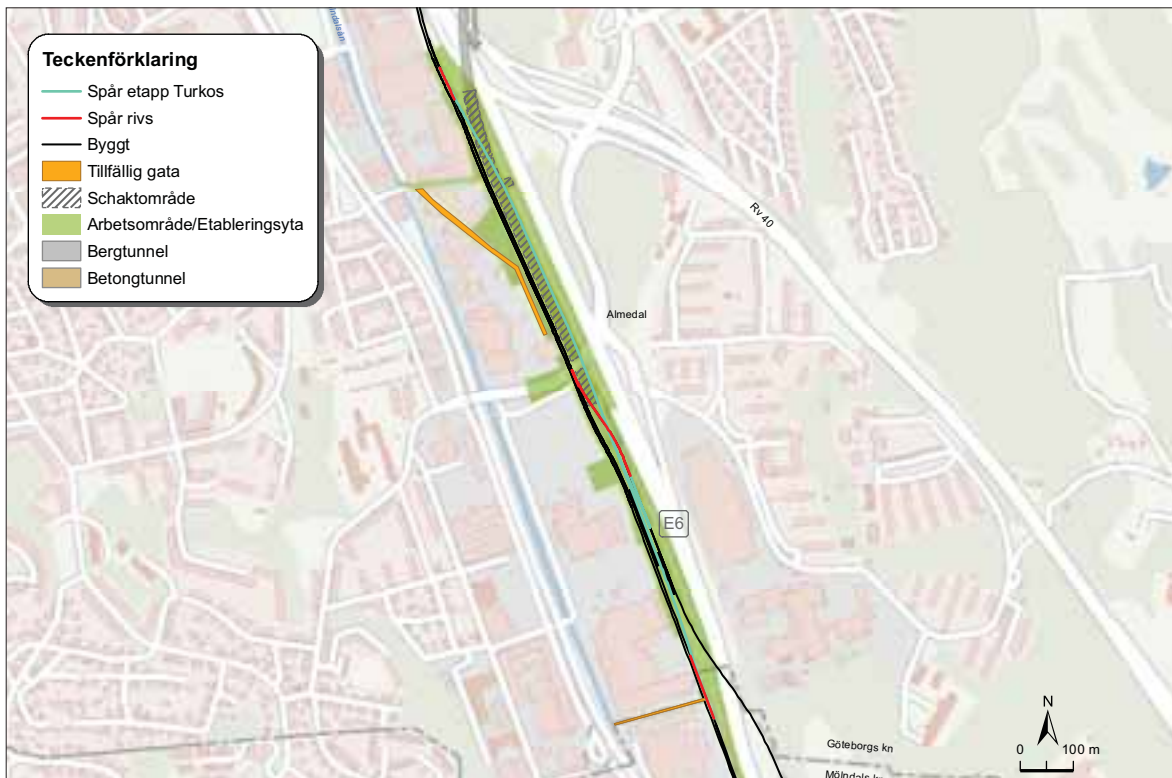 Teckenförklaring
Spår etapp Turkos
Spår rivs
Byggt
Tillfällig gata
Schaktområde
Arbetsområde/Etableringsyta
Bergtunnel
Betongtunnel
Rv 40
Almedal
E6
N
0 100 m
Göteborgs kn
Mölndals